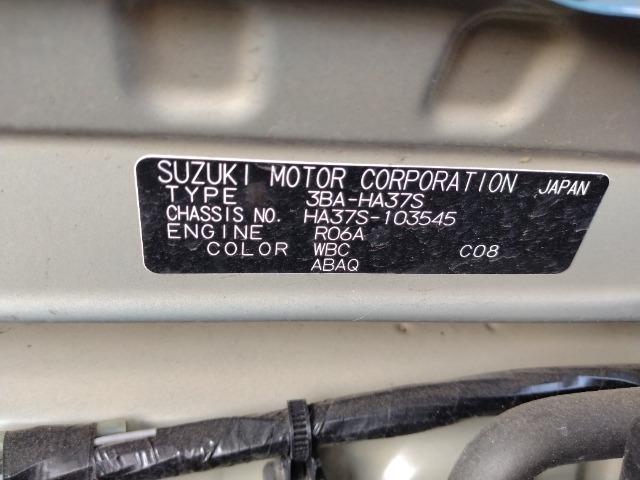 SUZUKI MOTOR CORPORATION JAPAN
TYPE 3BA-HA37S
CHASSIS NO. HA37S-103545
ENGINE R06A
COLOR WBC C08
ABAQ